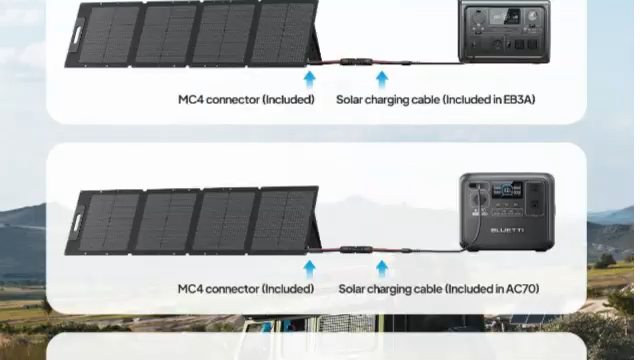 MC4 connector (Included)
Solar charging cable (Included in EB3A)
BLUETTI
MC4 connector (Included)
Solar charging cable (Included in AC70)